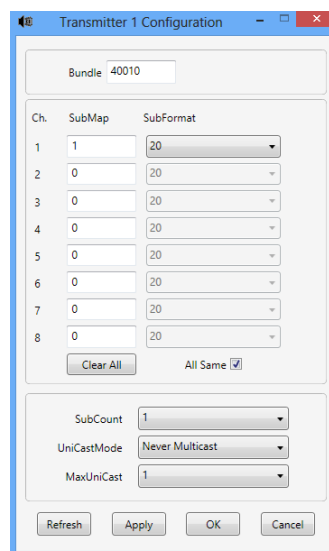 Transmitter 1 Configuration
Bundle 40010
Ch. SubMap SubFormat
1 1 20
2 0 20
3 0 20
4 0 20
5 0 20
6 0 20
7 0 20
8 0 20
Clear All All Same
SubCount 1
UniCastMode Never Multicast
MaxUniCast 1
Refresh Apply OK Cancel